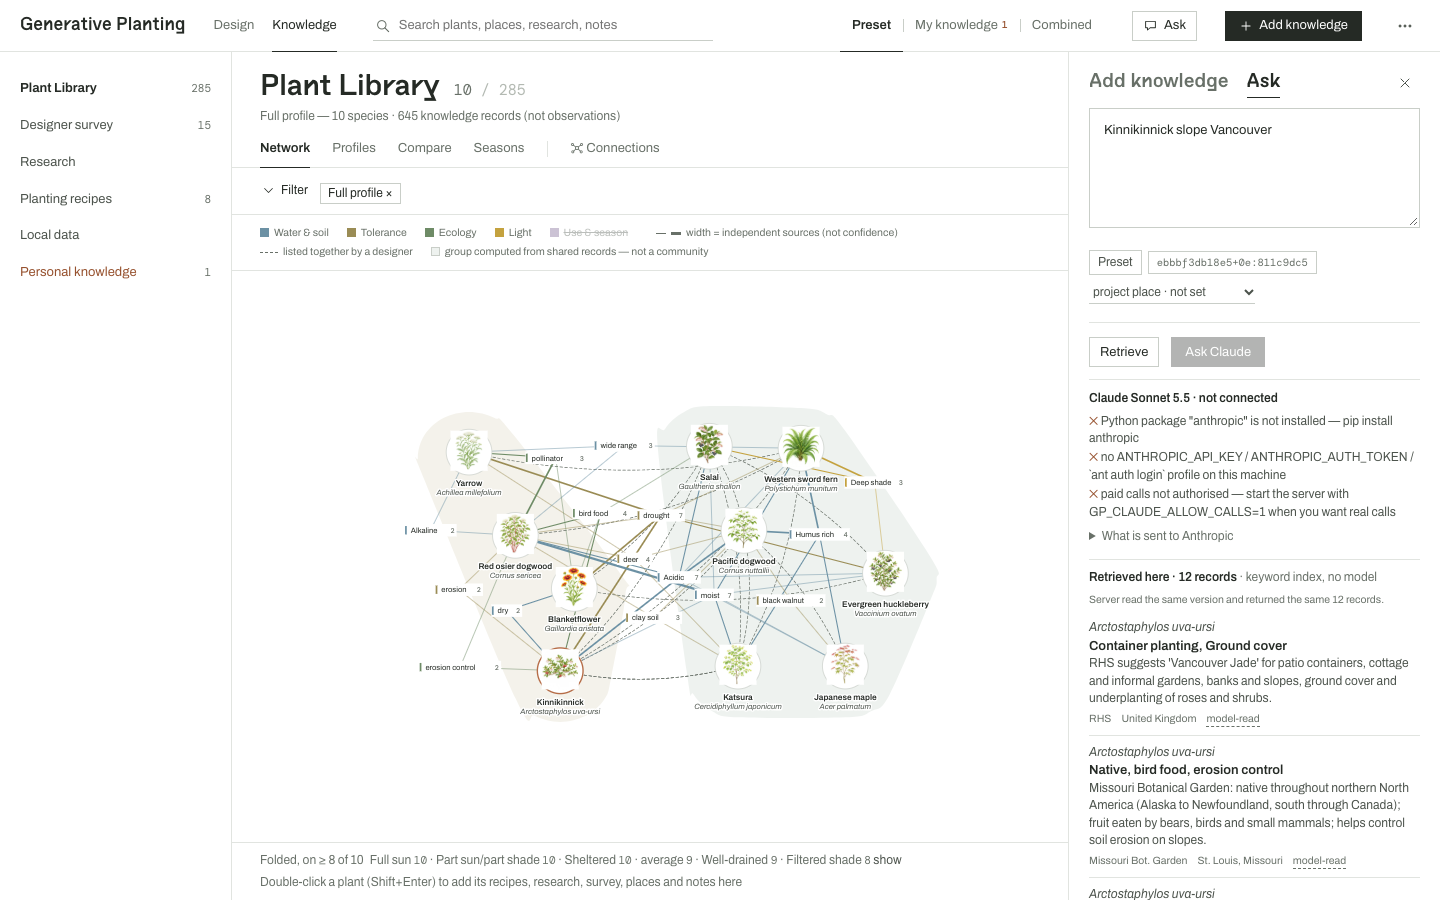 Generative Planting
Design
Knowledge
Search plants, places, research, notes
Preset
My knowledge 1
Combined
Ask
+ Add knowledge
Plant Library 285
Designer survey 15
Research
Planting recipes 8
Local data
Personal knowledge 1
Plant Library 10 / 285
Full profile — 10 species · 645 knowledge records (not observations)
Network
Profiles
Compare
Seasons
Connections
Filter
Full profile ×
Water & soil
Tolerance
Ecology
Light
Use & season
width = independent sources (not confidence)
listed together by a designer
group computed from shared records — not a community
wide range 3
pollinator 3
Yarrow
Achillea millefolium
Salal
Gaultheria shallon
Western sword fern
Polystichum munitum
Deep shade 3
bird food 4
drought 7
Alkaline 2
Humus rich 4
deer 4
Pacific dogwood
Cornus nuttallii
Red osier dogwood
Cornus sericea
Acidic 7
erosion 2
moist 7
black walnut 2
Evergreen huckleberry
Vaccinium ovatum
dry 2
Blanketflower
Gaillardia aristata
clay soil 3
erosion control 2
Kinnikinnick
Arctostaphylos uva-ursi
Katsura
Cercidiphyllum japonicum
Japanese maple
Acer palmatum
Folded, on ≥ 8 of 10 Full sun 10 · Part sun/part shade 10 · Sheltered 10 · average 9 · Well-drained 9 · Filtered shade 8 show
Double-click a plant (Shift+Enter) to add its recipes, research, survey, places and notes here
Add knowledge
Ask
Kinnikinnick slope Vancouver
Preset
ebbbf3db18e5+0e:811c9dc5
project place · not set
Retrieve
Ask Claude
Claude Sonnet 5.5 · not connected
Python package "anthropic" is not installed — pip install
anthropic
no ANTHROPIC_API_KEY / ANTHROPIC_AUTH_TOKEN /
`ant auth login` profile on this machine
paid calls not authorised — start the server with
GP_CLAUDE_ALLOW_CALLS=1 when you want real calls
What is sent to Anthropic
Retrieved here · 12 records · keyword index, no model
Server read the same version and returned the same 12 records.
Arctostaphylos uva-ursi
Container planting, Ground cover
RHS suggests 'Vancouver Jade' for patio containers, cottage
and informal gardens, banks and slopes, ground cover and
underplanting of roses and shrubs.
RHS United Kingdom model-read
Arctostaphylos uva-ursi
Native, bird food, erosion control
Missouri Botanical Garden: native throughout northern North
America (Alaska to Newfoundland, south through Canada);
fruit eaten by bears, birds and small mammals; helps control
soil erosion on slopes.
Missouri Bot. Garden St. Louis, Missouri model-read
Arctostaphylos uva-ursi